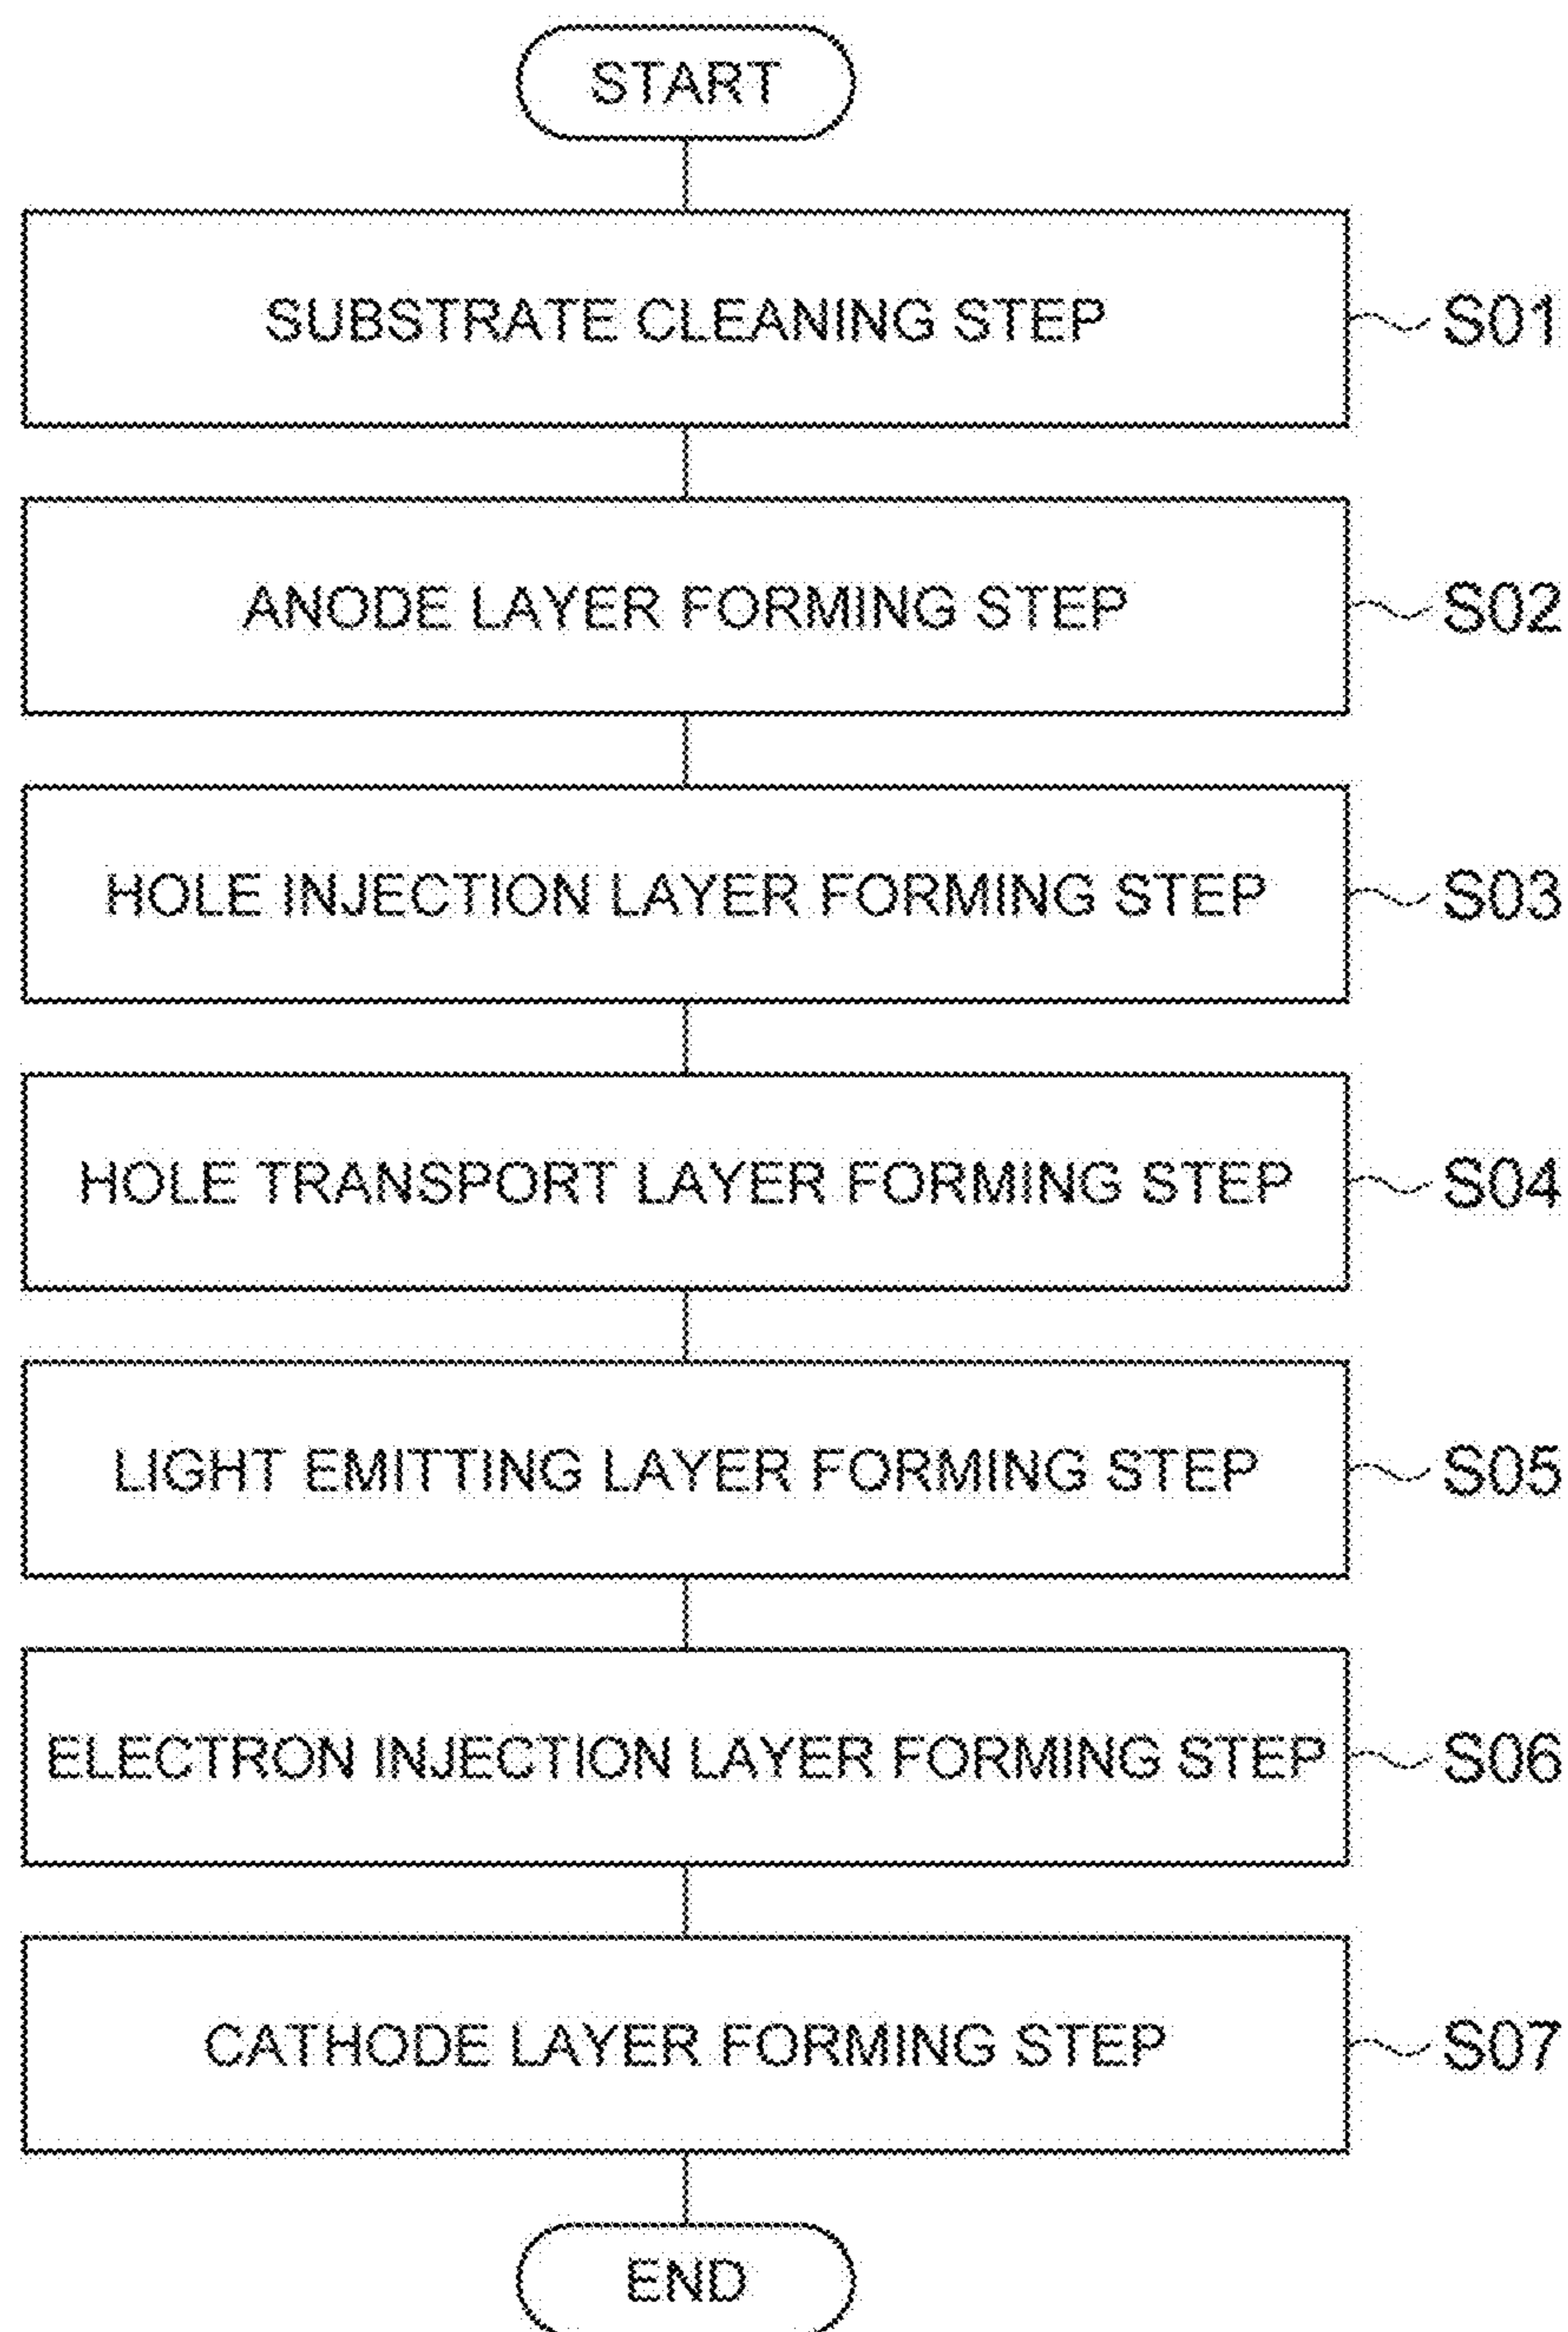 START
SUBSTRATE CLEANING STEP
S01
ANODE LAYER FORMING STEP
S02
HOLE INJECTION LAYER FORMING STEP
S03
HOLE TRANSPORT LAYER FORMING STEP
S04
LIGHT EMITTING LAYER FORMING STEP
S05
ELECTRON INJECTION LAYER FORMING STEP
S06
CATHODE LAYER FORMING STEP
S07
END